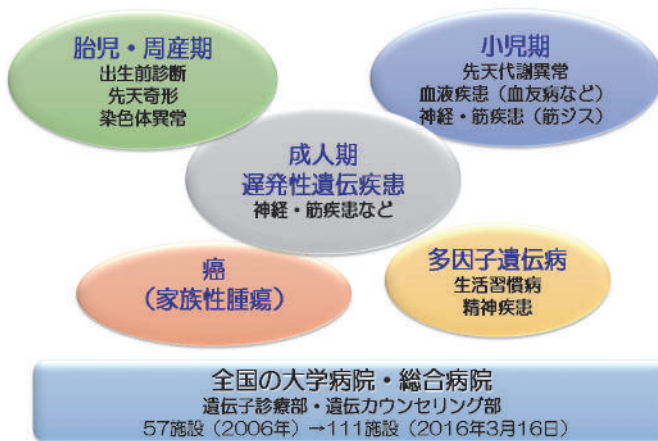 胎児・周産期
出生前診断
先天奇形
染色体異常
小児期
先天代謝異常
血液疾患（血友病など）
神経・筋疾患（筋ジス）
成人期
遅発性遺伝疾患
神経・筋疾患など
癌
（家族性腫瘍）
多因子遺伝病
生活習慣病
精神疾患
全国の大学病院・総合病院
遺伝子診療部・遺伝カウンセリング部
57施設（2006年）→111施設（2016年3月16日）